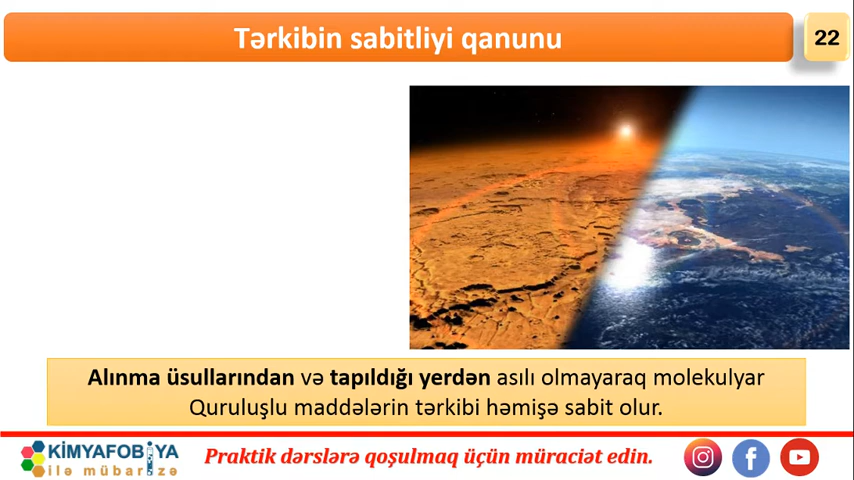 Tərkibin sabitliyi qanunu
22
Alınma üsullarından və tapıldığı yerdən asılı olmayaraq molekulyar
Quruluşlu maddələrin tərkibi həmişə sabit olur.
KİMYAFOBİYA
ilə mübarizə
Praktik dərslərə qoşulmaq üçün müraciət edin.